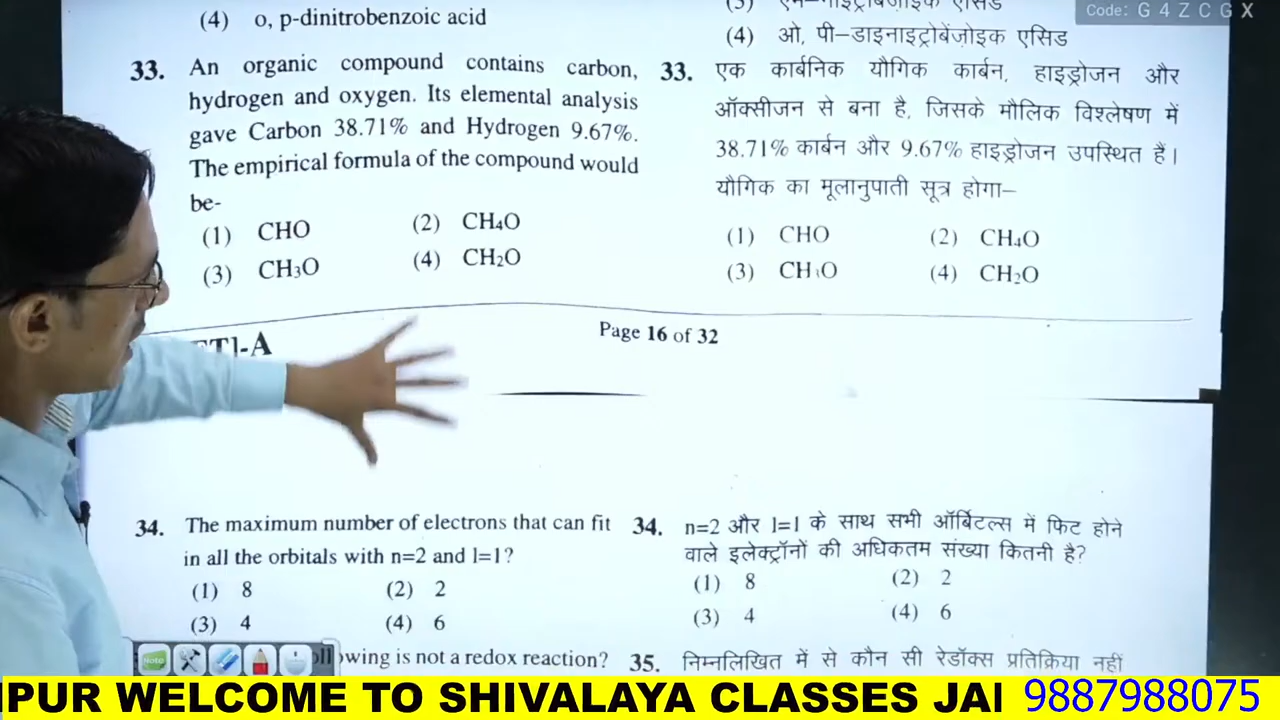 (4) o, p-dinitrobenzoic acid
33. An organic compound contains carbon,
hydrogen and oxygen. Its elemental analysis
gave Carbon 38.71% and Hydrogen 9.67%.
The empirical formula of the compound would
be-
(1) CHO (2) CH₄O
(3) CH₃O (4) CH₂O
Code: G 4 Z C G X
(4) ओ, पी–डाइनाइट्रोबेंज़ोइक एसिड
33. एक कार्बनिक यौगिक कार्बन, हाइड्रोजन और
ऑक्सीजन से बना है, जिसके मौलिक विश्लेषण में
38.71% कार्बन और 9.67% हाइड्रोजन उपस्थित हैं।
यौगिक का मूलानुपाती सूत्र होगा–
(1) CHO (2) CH₄O
(3) CH₃O (4) CH₂O
-A
Page 16 of 32
34. The maximum number of electrons that can fit
in all the orbitals with n=2 and l=1?
(1) 8 (2) 2
(3) 4 (4) 6
wing is not a redox reaction?
34. n=2 और l=1 के साथ सभी ऑर्बिटल्स में फिट होने
वाले इलेक्ट्रॉनों की अधिकतम संख्या कितनी है?
(1) 8 (2) 2
(3) 4 (4) 6
35. निम्नलिखित में से कौन सी रेडॉक्स प्रतिक्रिया नहीं
Note
IPUR WELCOME TO SHIVALAYA CLASSES JAI 9887988075